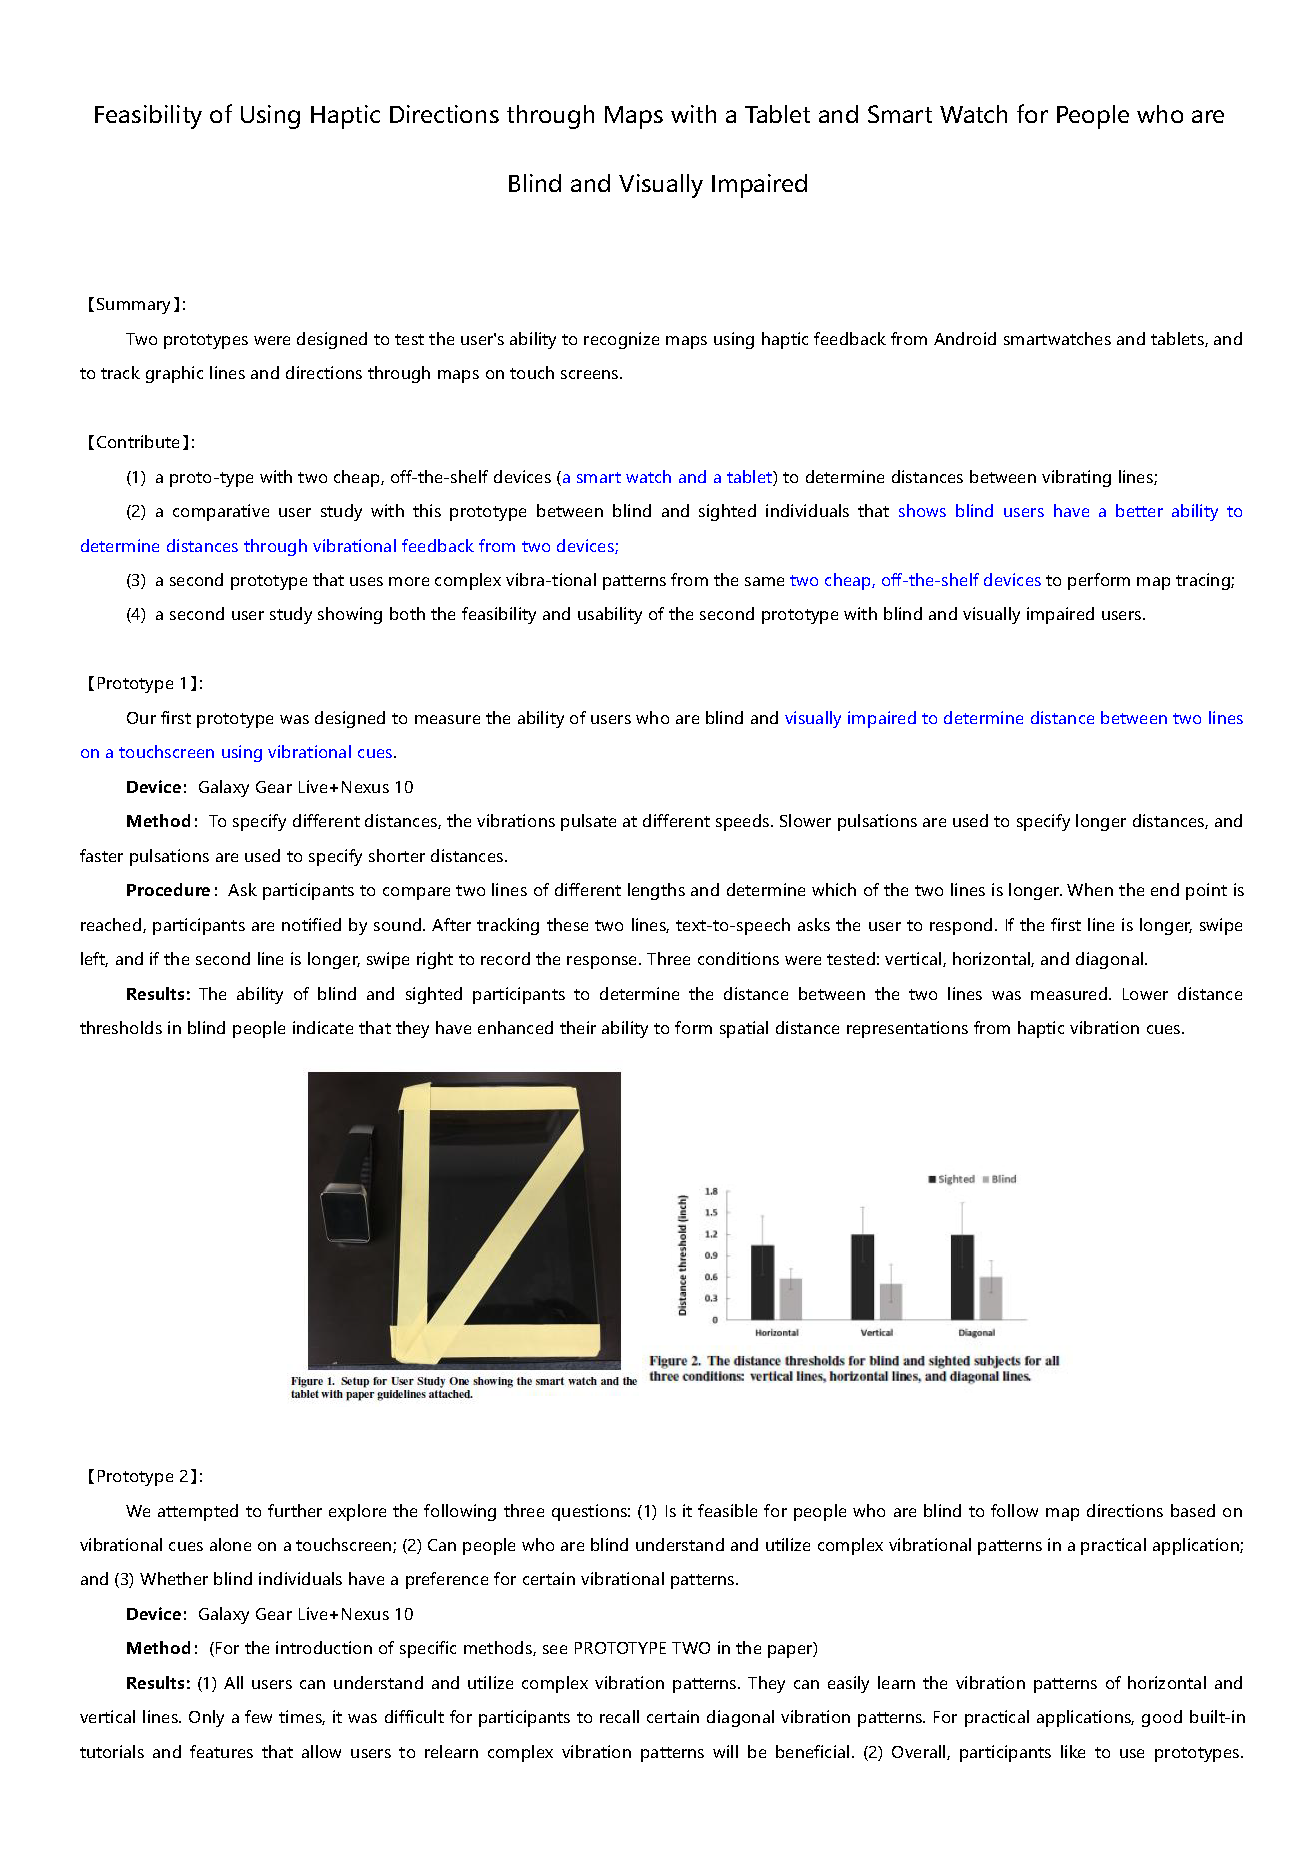 Feasibility of Using Haptic Directions through Maps with a Tablet and Smart Watch for People who are
Blind and Visually Impaired
【Summary】:
Two prototypes were designed to test the user's ability to recognize maps using haptic feedback from Android smartwatches and tablets, and
to track graphic lines and directions through maps on touch screens.
【Contribute】:
(1) a proto-type with two cheap, off-the-shelf devices (a smart watch and a tablet) to determine distances between vibrating lines;
(2) a comparative user study with this prototype between blind and sighted individuals that shows blind users have a better ability to
determine distances through vibrational feedback from two devices;
(3) a second prototype that uses more complex vibra-tional patterns from the same two cheap, off-the-shelf devices to perform map tracing;
(4) a second user study showing both the feasibility and usability of the second prototype with blind and visually impaired users.
【Prototype 1】:
Our first prototype was designed to measure the ability of users who are blind and visually impaired to determine distance between two lines
on a touchscreen using vibrational cues.
Device: Galaxy Gear Live+Nexus 10
Method: To specify different distances, the vibrations pulsate at different speeds. Slower pulsations are used to specify longer distances, and
faster pulsations are used to specify shorter distances.
Procedure: Ask participants to compare two lines of different lengths and determine which of the two lines is longer. When the end point is
reached, participants are notified by sound. After tracking these two lines, text-to-speech asks the user to respond. If the first line is longer, swipe
left, and if the second line is longer, swipe right to record the response. Three conditions were tested: vertical, horizontal, and diagonal.
Results: The ability of blind and sighted participants to determine the distance between the two lines was measured. Lower distance
thresholds in blind people indicate that they have enhanced their ability to form spatial distance representations from haptic vibration cues.
Sighted Blind
Distance threshold (inch)
1.8
1.5
1.2
0.9
0.6
0.3
0
Horizontal Vertical Diagonal
Figure 1. Setup for User Study One showing the smart watch and the
tablet with paper guidelines attached.
Figure 2. The distance thresholds for blind and sighted subjects for all
three conditions: vertical lines, horizontal lines, and diagonal lines.
【Prototype 2】:
We attempted to further explore the following three questions: (1) Is it feasible for people who are blind to follow map directions based on
vibrational cues alone on a touchscreen; (2) Can people who are blind understand and utilize complex vibrational patterns in a practical application;
and (3) Whether blind individuals have a preference for certain vibrational patterns.
Device: Galaxy Gear Live+Nexus 10
Method: (For the introduction of specific methods, see PROTOTYPE TWO in the paper)
Results: (1) All users can understand and utilize complex vibration patterns. They can easily learn the vibration patterns of horizontal and
vertical lines. Only a few times, it was difficult for participants to recall certain diagonal vibration patterns. For practical applications, good built-in
tutorials and features that allow users to relearn complex vibration patterns will be beneficial. (2) Overall, participants like to use prototypes.